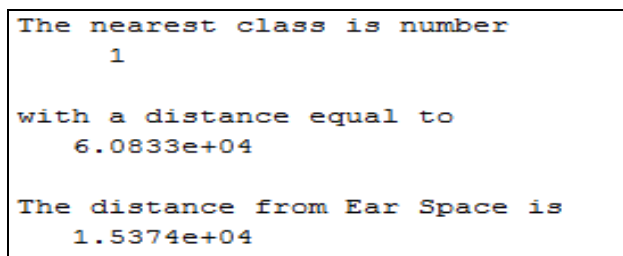 The nearest class is number
1
with a distance equal to
6.0833e+04
The distance from Ear Space is
1.5374e+04